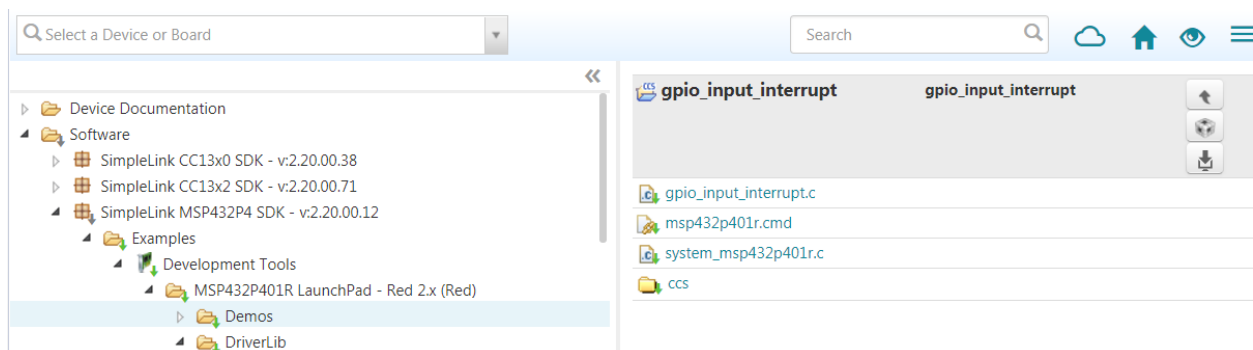 Select a Device or Board
Search
Device Documentation
Software
SimpleLink CC13x0 SDK - v:2.20.00.38
SimpleLink CC13x2 SDK - v:2.20.00.71
SimpleLink MSP432P4 SDK - v:2.20.00.12
Examples
Development Tools
MSP432P401R LaunchPad - Red 2.x (Red)
Demos
DriverLib
CCS gpio_input_interrupt gpio_input_interrupt
gpio_input_interrupt.c
msp432p401r.cmd
system_msp432p401r.c
ccs